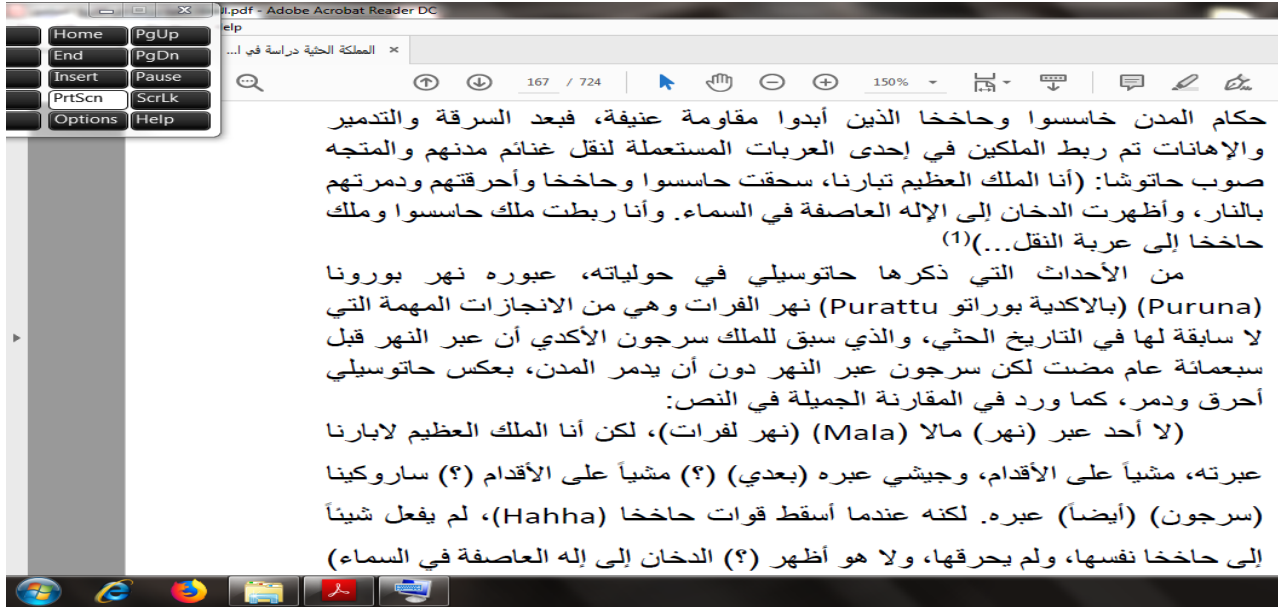 ا.pdf - Adobe Acrobat Reader DC
elp
Home PgUp
End PgDn
Insert Pause
PrtScn ScrLk
Options Help
المملكة الحثية دراسة في ا... ×
167 / 724 150%
حكام المدن خاسسوا وحاخخا الذين أبدوا مقاومة عنيفة، فبعد السرقة والتدمير
والإهانات تم ربط الملكين في إحدى العربات المستعملة لنقل غنائم مدنهم والمتجه
صوب حاتوشا: (أنا الملك العظيم تبارنا، سحقت حاسسوا وحاخخا وأحرقتهم ودمرتهم
بالنار، وأظهرت الدخان إلى الإله العاصفة في السماء. وأنا ربطت ملك حاسسوا وملك
حاخخا إلى عربة النقل...)(1)
من الأحداث التي ذكرها حاتوسيلي في حولياته، عبوره نهر بورونا
(Puruna) (بالاكدية بوراتو Purattu) نهر الفرات وهي من الانجازات المهمة التي
لا سابقة لها في التاريخ الحثي، والذي سبق للملك سرجون الأكدي أن عبر النهر قبل
سبعمائة عام مضت لكن سرجون عبر النهر دون أن يدمر المدن، بعكس حاتوسيلي
أحرق ودمر، كما ورد في المقارنة الجميلة في النص:
(لا أحد عبر (نهر) مالا (Mala) (نهر لفرات)، لكن أنا الملك العظيم لابارنا
عبرته، مشياً على الأقدام، وجيشي عبره (بعدي) (؟) مشياً على الأقدام (؟) ساروكينا
(سرجون) (أيضاً) عبره. لكنه عندما أسقط قوات حاخخا (Hahha)، لم يفعل شيئاً
إلى حاخخا نفسها، ولم يحرقها، ولا هو أظهر (؟) الدخان إلى إله العاصفة في السماء)